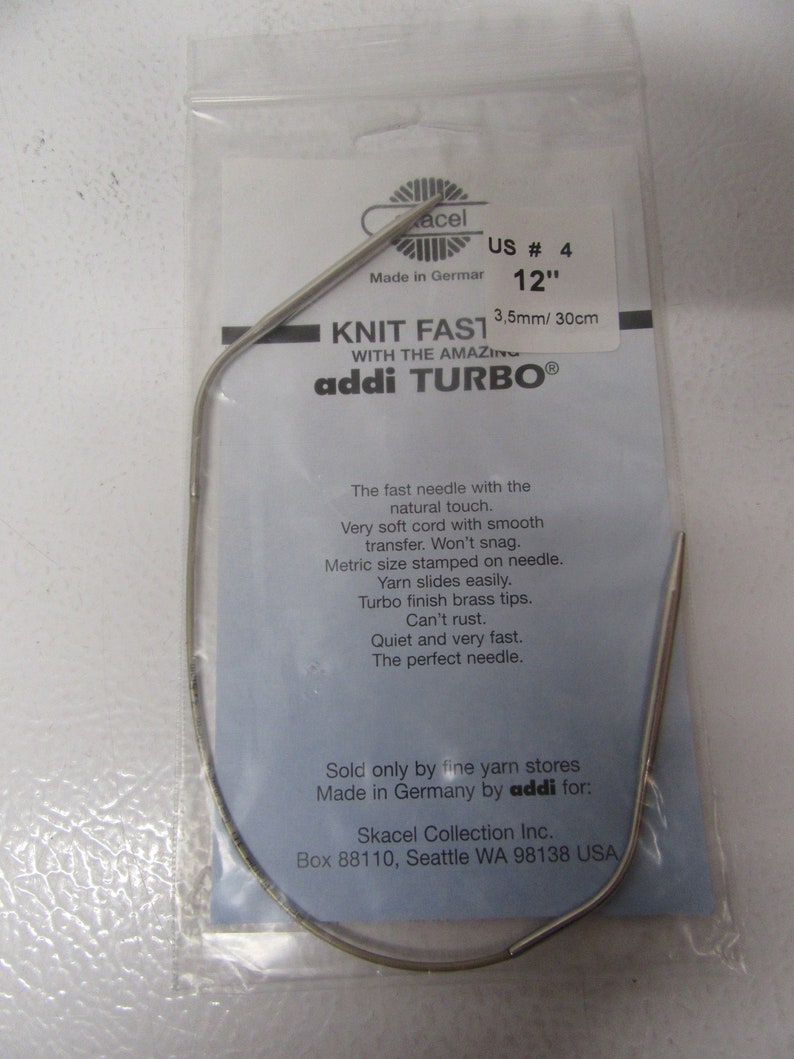 skacel
Made in German
US # 4
12"
3,5mm/ 30cm
KNIT FAST
WITH THE AMAZING
addi TURBO®
The fast needle with the
natural touch.
Very soft cord with smooth
transfer. Won't snag.
Metric size stamped on needle.
Yarn slides easily.
Turbo finish brass tips.
Can't rust.
Quiet and very fast.
The perfect needle.
Sold only by fine yarn stores
Made in Germany by addi for:
Skacel Collection Inc.
Box 88110, Seattle WA 98138 USA